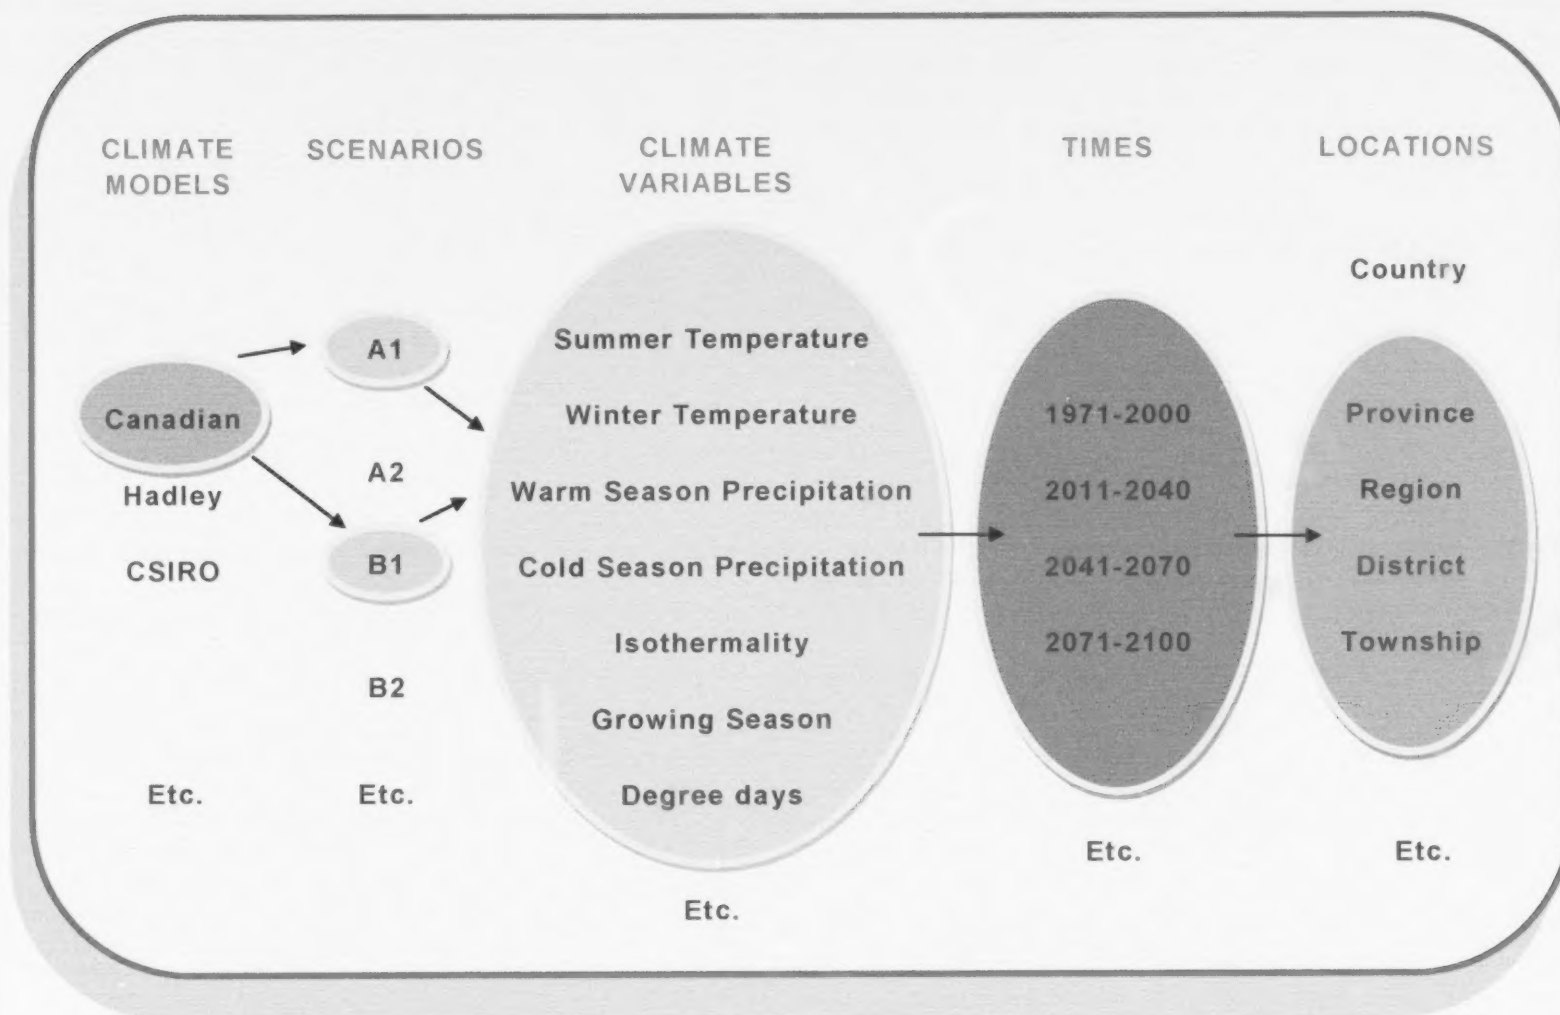 CLIMATE
MODELS
SCENARIOS
CLIMATE
VARIABLES
TIMES
LOCATIONS
Canadian
Hadley
CSIRO
Etc.
A1
A2
B1
B2
Etc.
Summer Temperature
Winter Temperature
Warm Season Precipitation
Cold Season Precipitation
Isothermality
Growing Season
Degree days
Etc.
1971-2000
2011-2040
2041-2070
2071-2100
Etc.
Country
Province
Region
District
Township
Etc.